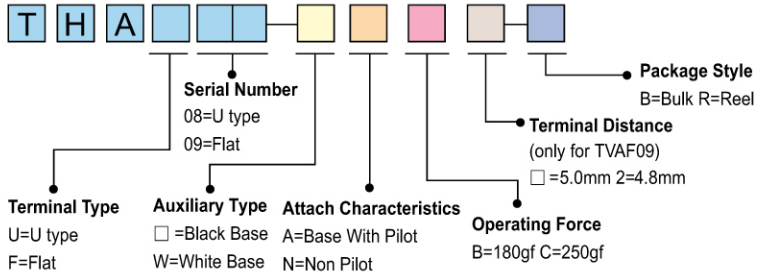 T H A
Package Style
B=Bulk R=Reel
Serial Number
08=U type
09=Flat
Terminal Distance
(only for TVAF09)
□=5.0mm 2=4.8mm
Terminal Type
U=U type
F=Flat
Auxiliary Type
□=Black Base
W=White Base
Attach Characteristics
A=Base With Pilot
N=Non Pilot
Operating Force
B=180gf C=250gf